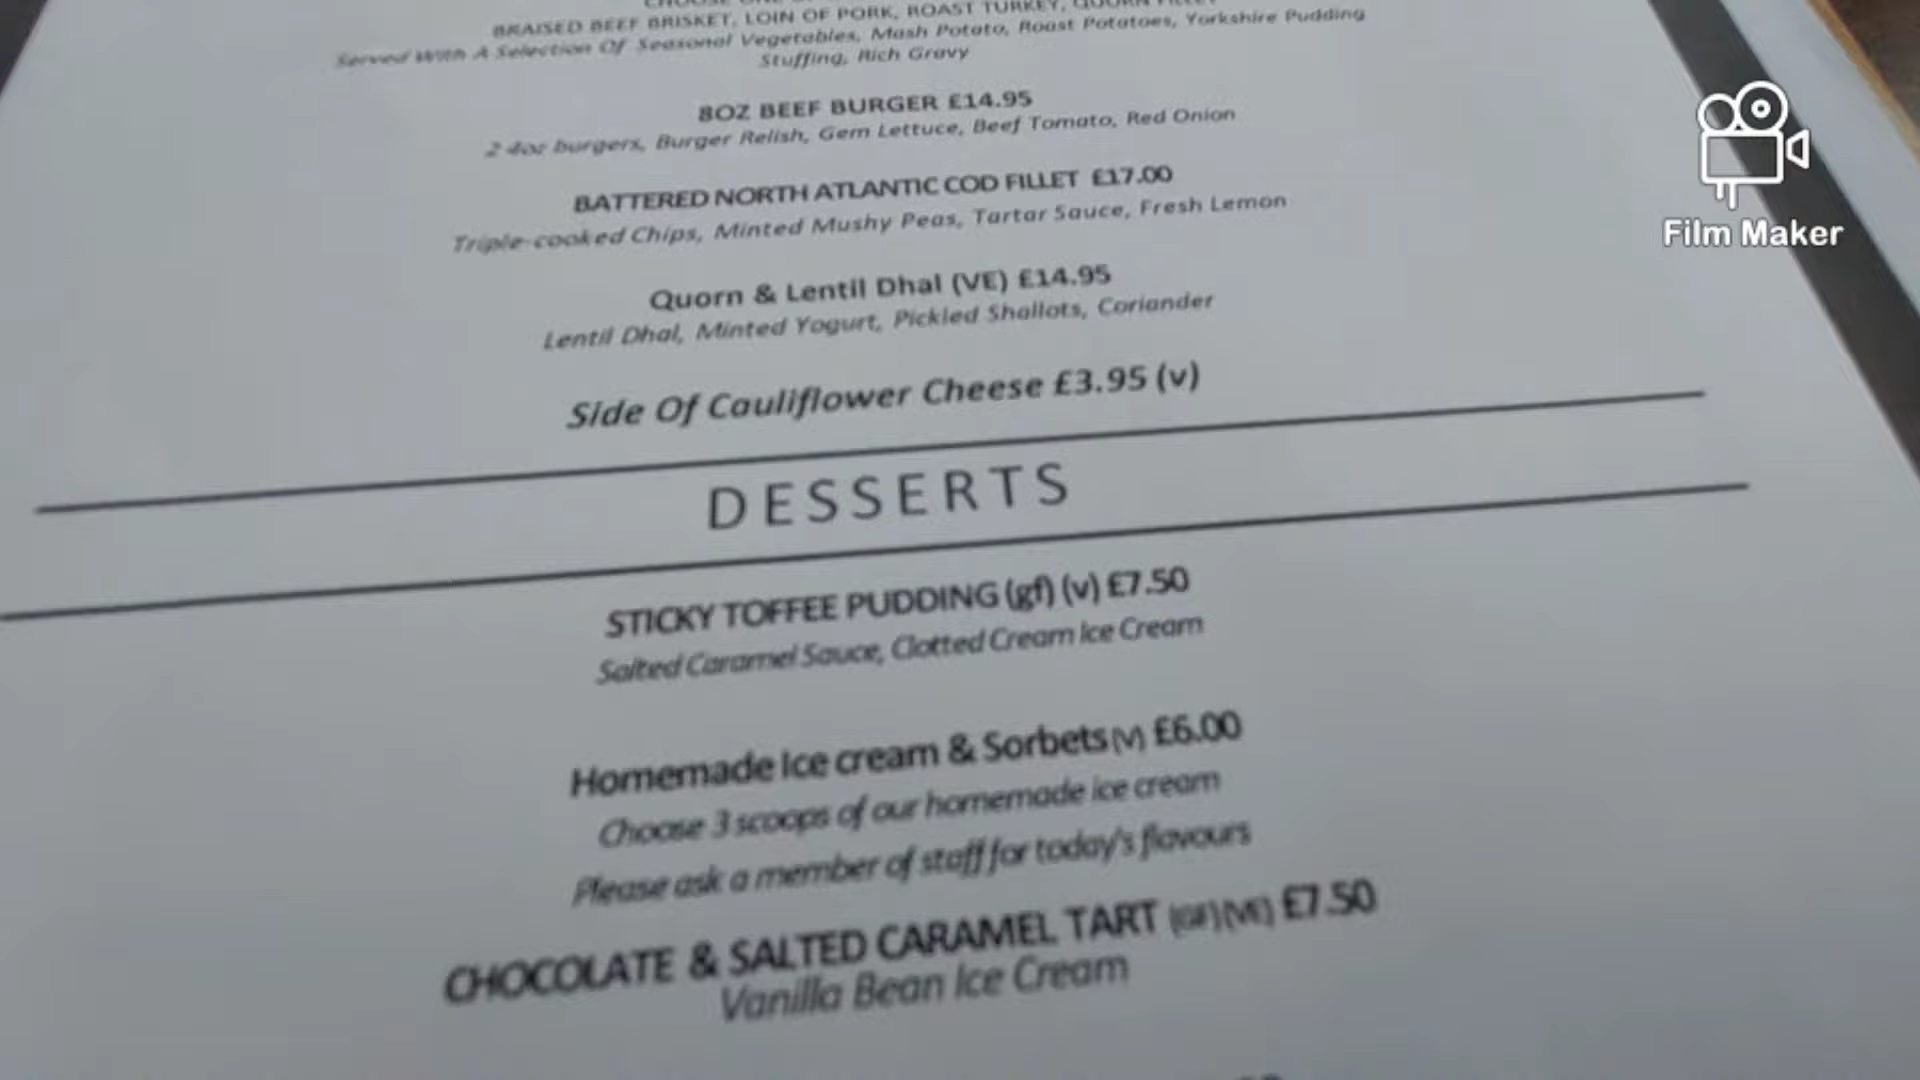 BRAISED BEEF BRISKET, LOIN OF PORK, ROAST TURKEY, QUORN FILLET
Served With A Selection Of Seasonal Vegetables, Mash Potato, Roast Potatoes, Yorkshire Pudding
Stuffing, Rich Gravy
8OZ BEEF BURGER £14.95
2 4oz burgers, Burger Relish, Gem Lettuce, Beef Tomato, Red Onion
BATTERED NORTH ATLANTIC COD FILLET £17.00
Triple-cooked Chips, Minted Mushy Peas, Tartar Sauce, Fresh Lemon
Quorn & Lentil Dhal (VE) £14.95
Lentil Dhal, Minted Yogurt, Pickled Shallots, Coriander
Side Of Cauliflower Cheese £3.95 (v)
DESSERTS
STICKY TOFFEE PUDDING (gf) (v) £7.50
Salted Caramel Sauce, Clotted Cream Ice Cream
Homemade Ice cream & Sorbets (V) £6.00
Choose 3 scoops of our homemade ice cream
Please ask a member of staff for today's flavours
CHOCOLATE & SALTED CARAMEL TART (GF) (VE) £7.50
Vanilla Bean Ice Cream
Film Maker